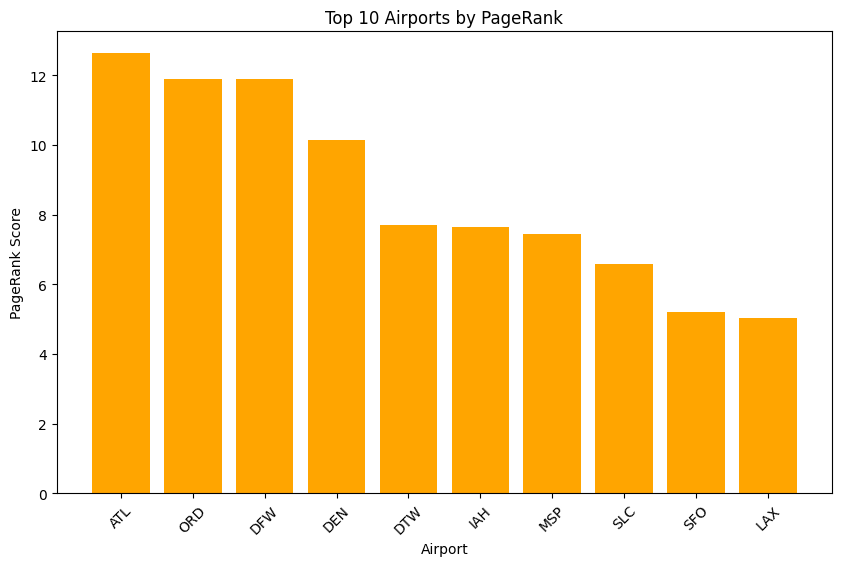 Top 10 Airports by PageRank
PageRank Score
12
10
8
6
4
2
0
ATL ORD DFW DEN DTW IAH MSP SLC SFO LAX
Airport